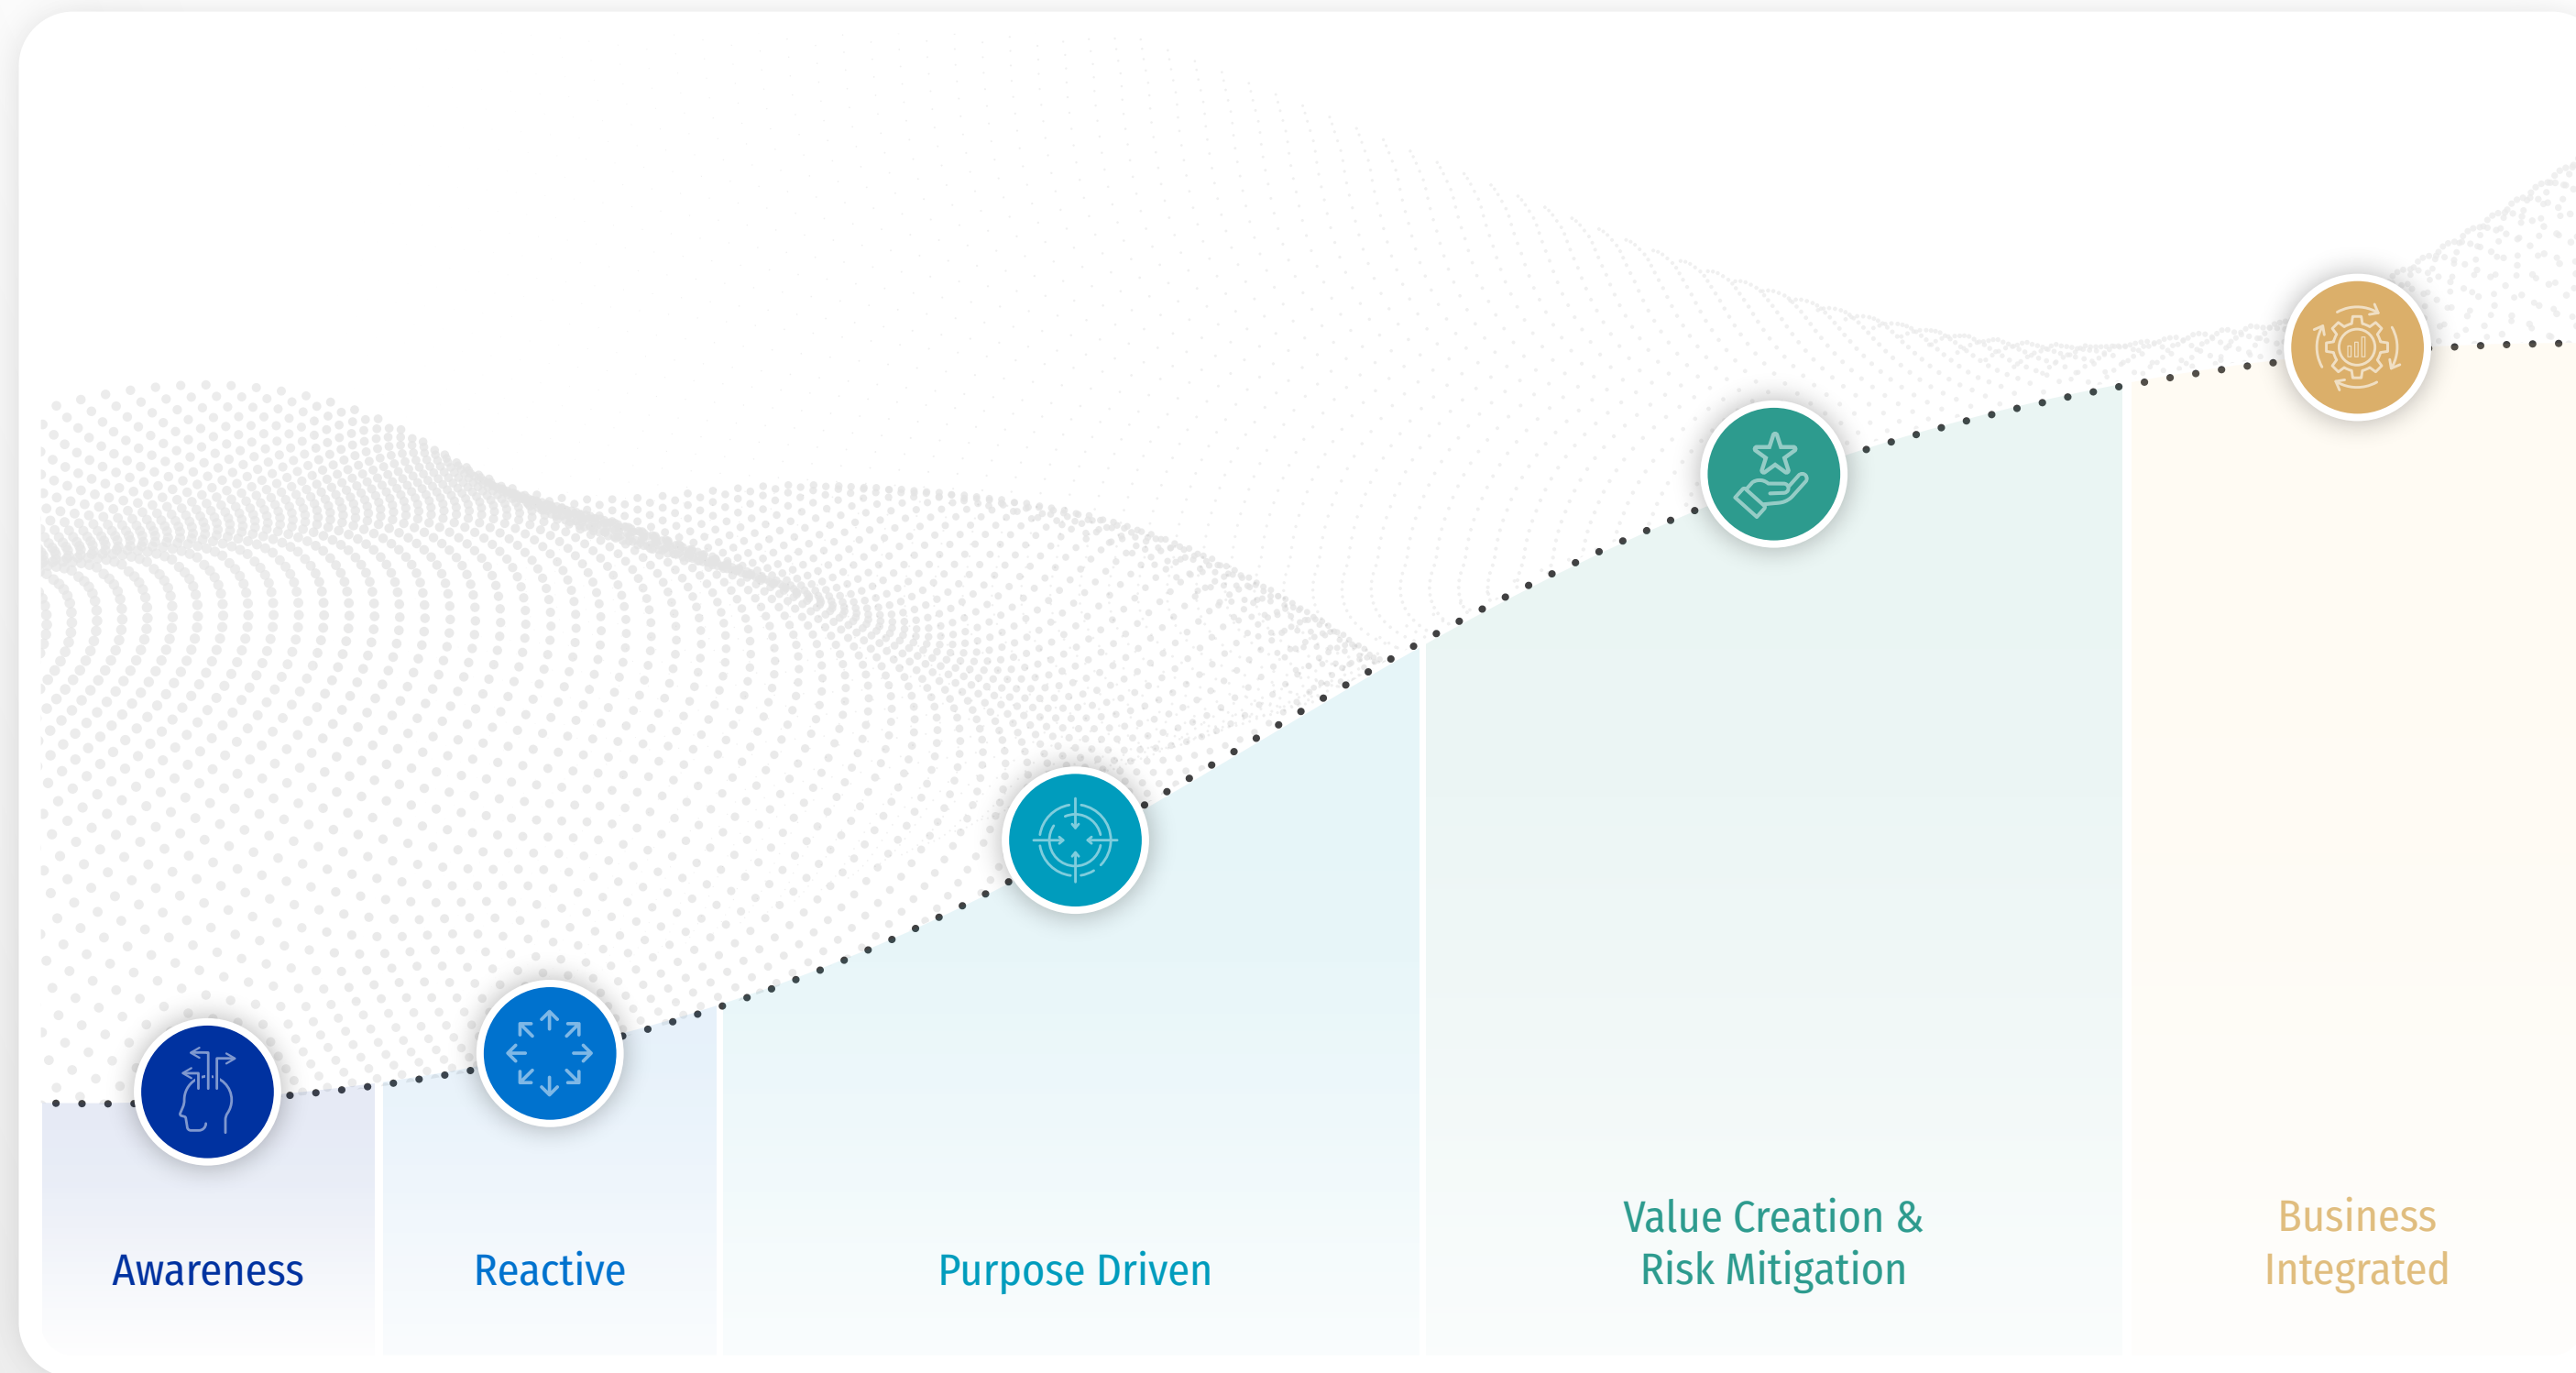 Awareness
Reactive
Purpose Driven
Value Creation &
Risk Mitigation
Business
Integrated